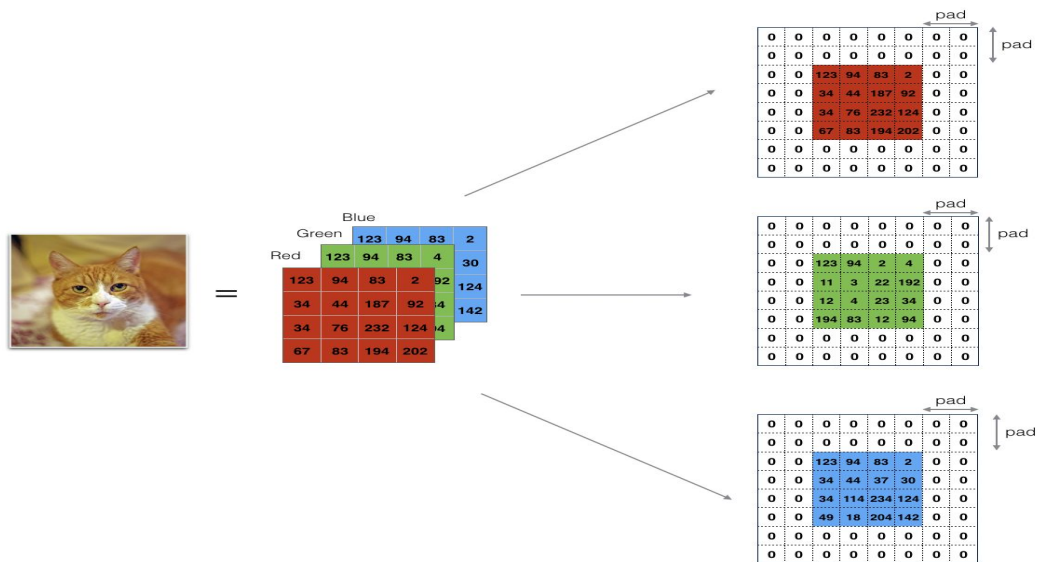 Blue
123 94 83 2
30
124
142
Green
123 94 83 4
Red
123 94 83 2
34 44 187 92
34 76 232 124
67 83 194 202
=
pad
pad
0 0 0 0 0 0 0 0
0 0 0 0 0 0 0 0
0 0 123 94 83 2 0 0
0 0 34 44 187 92 0 0
0 0 34 76 232 124 0 0
0 0 67 83 194 202 0 0
0 0 0 0 0 0 0 0
0 0 0 0 0 0 0 0
pad
pad
0 0 0 0 0 0 0 0
0 0 0 0 0 0 0 0
0 0 123 94 2 4 0 0
0 0 11 3 22 192 0 0
0 0 12 4 23 34 0 0
0 0 194 83 12 94 0 0
0 0 0 0 0 0 0 0
0 0 0 0 0 0 0 0
pad
pad
0 0 0 0 0 0 0 0
0 0 0 0 0 0 0 0
0 0 123 94 83 2 0 0
0 0 34 44 37 30 0 0
0 0 34 114 234 124 0 0
0 0 49 18 204 142 0 0
0 0 0 0 0 0 0 0
0 0 0 0 0 0 0 0